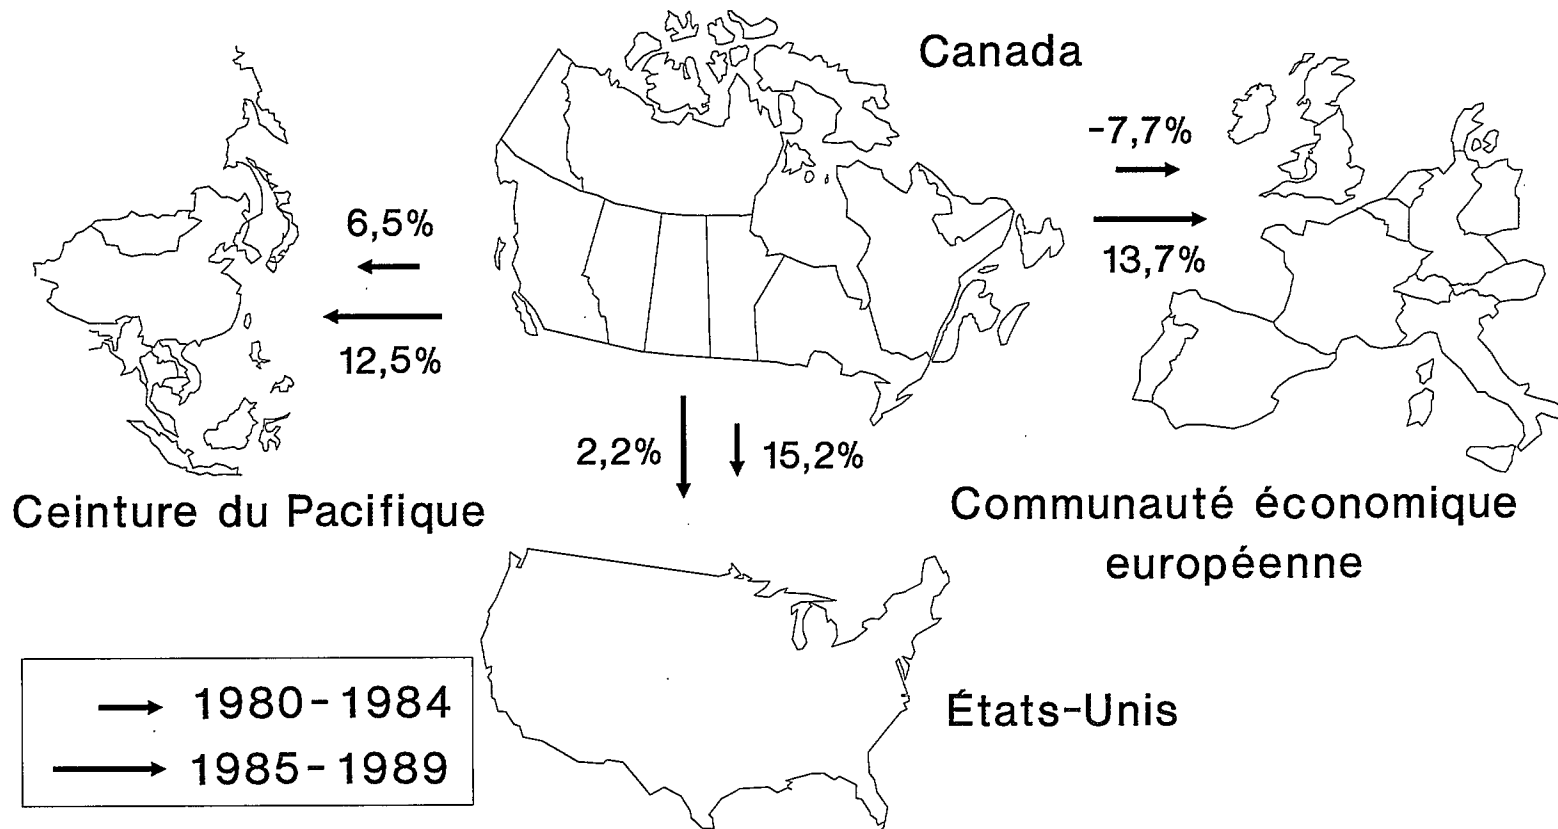 Canada
-7,7%
13,7%
6,5%
12,5%
2,2%
15,2%
Ceinture du Pacifique
Communauté économique
européenne
États-Unis
1980-1984
1985-1989